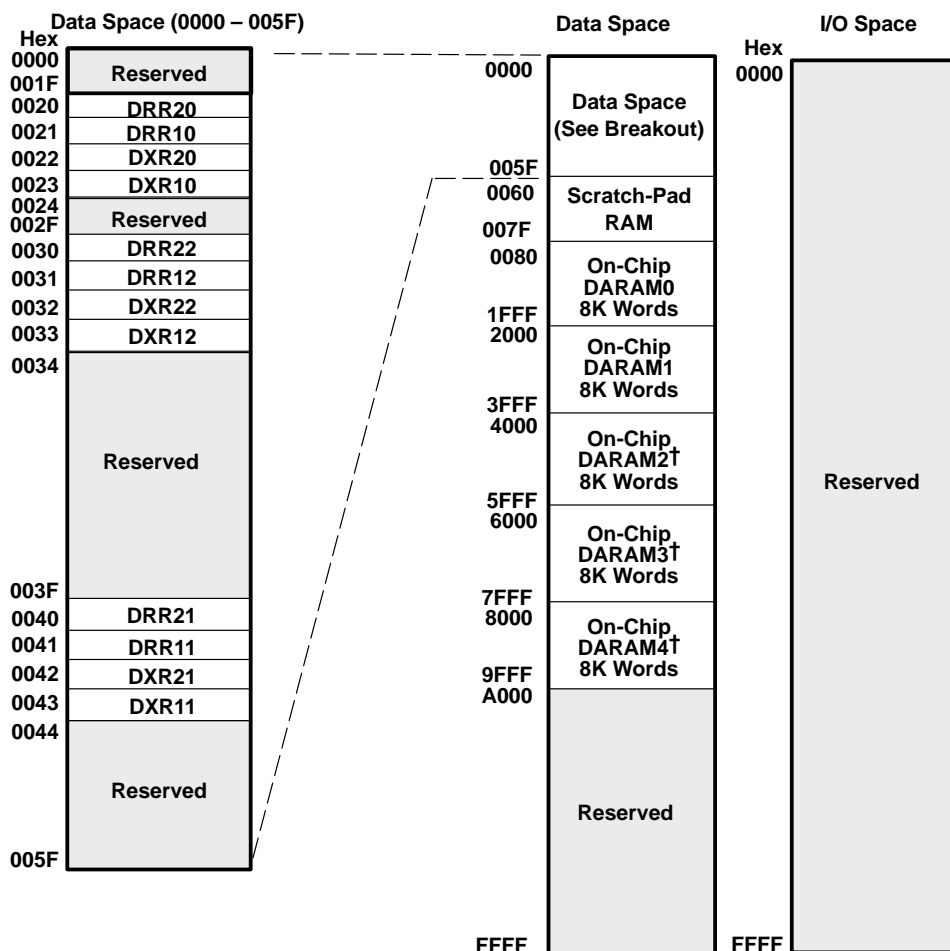 Data Space (0000 – 005F)
Hex
0000
Reserved
001F
0020
DRR20
0021
DRR10
0022
DXR20
0023
DXR10
0024
Reserved
002F
0030
DRR22
0031
DRR12
0032
DXR22
0033
DXR12
0034
Reserved
003F
0040
DRR21
0041
DRR11
0042
DXR21
0043
DXR11
0044
Reserved
005F
Data Space
0000
Data Space
(See Breakout)
005F
0060
Scratch-Pad
RAM
007F
0080
On-Chip
DARAM0
8K Words
1FFF
2000
On-Chip
DARAM1
8K Words
3FFF
4000
On-Chip
DARAM2†
8K Words
5FFF
6000
On-Chip
DARAM3†
8K Words
7FFF
8000
On-Chip
DARAM4†
8K Words
9FFF
A000
Reserved
FFFF
I/O Space
Hex
0000
Reserved
FFFF